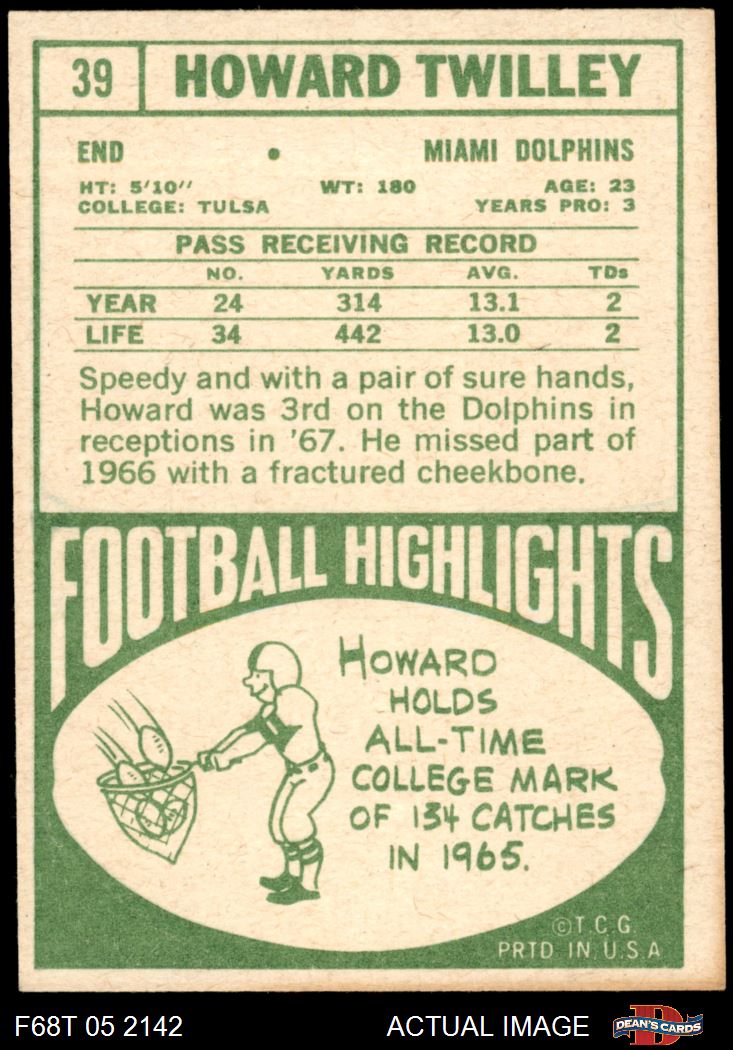 39 HOWARD TWILLEY
END • MIAMI DOLPHINS
HT: 5'10" WT: 180 AGE: 23
COLLEGE: TULSA YEARS PRO: 3
PASS RECEIVING RECORD
NO. YARDS AVG. TDs
YEAR 24 314 13.1 2
LIFE 34 442 13.0 2
Speedy and with a pair of sure hands,
Howard was 3rd on the Dolphins in
receptions in '67. He missed part of
1966 with a fractured cheekbone.
FOOTBALL HIGHLIGHTS
HOWARD
HOLDS
ALL-TIME
COLLEGE MARK
OF 134 CATCHES
IN 1965.
©T.C.G.
PRTD IN U.S.A
F68T 05 2142 ACTUAL IMAGE D DEAN'S CARDS